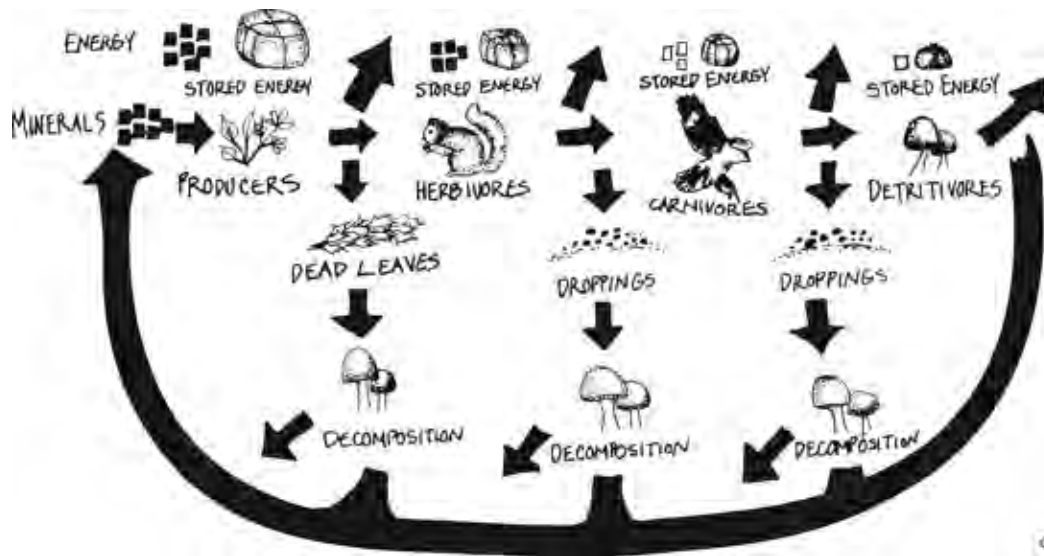 ENERGY
STORED ENERGY
STORED ENERGY
STORED ENERGY
STORED ENERGY
MINERALS
PRODUCERS
HERBIVORES
CARNIVORES
DETRITIVORES
DEAD LEAVES
DROPPINGS
DROPPINGS
DECOMPOSITION
DECOMPOSITION
DECOMPOSITION